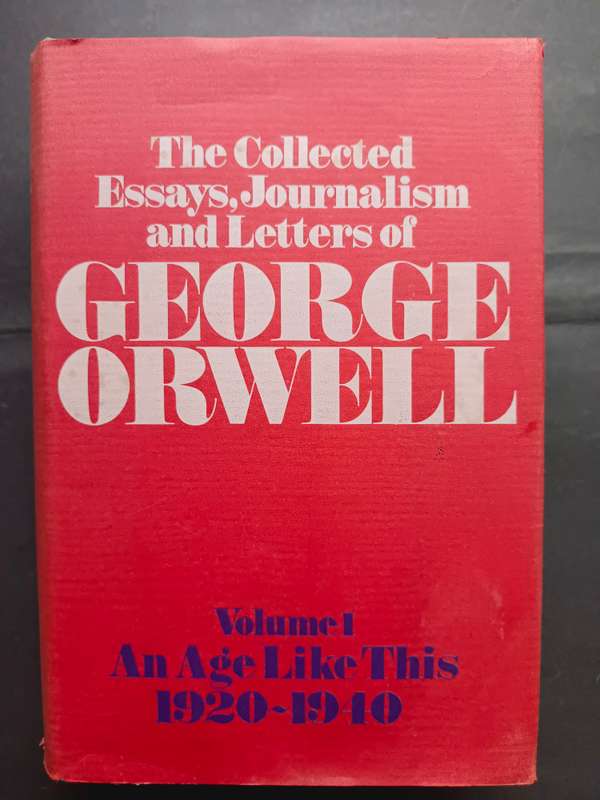 The Collected
Essays, Journalism
and Letters of
GEORGE
ORWELL
Volume 1
An Age Like This
1920-1940